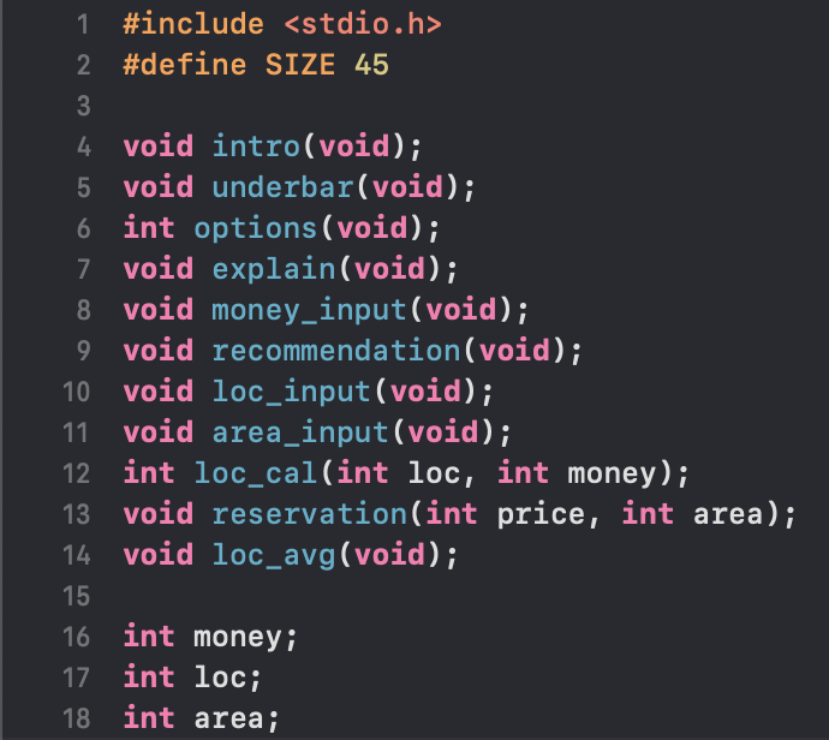 1 #include <stdio.h>
2 #define SIZE 45
3
4 void intro(void);
5 void underbar(void);
6 int options(void);
7 void explain(void);
8 void money_input(void);
9 void recommendation(void);
10 void loc_input(void);
11 void area_input(void);
12 int loc_cal(int loc, int money);
13 void reservation(int price, int area);
14 void loc_avg(void);
15
16 int money;
17 int loc;
18 int area;